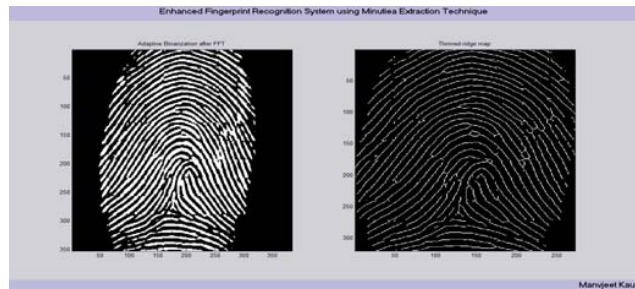 Enhanced Fingerprint Recognition System using Minutiea Extraction Technique
Adaptive Binarization after FFT
Thinned ridge map
50
100
150
200
250
300
350
50 100 150 200 250 300 350
50
100
150
200
250
300
50 100 150 200 250
Manvjeet Kau